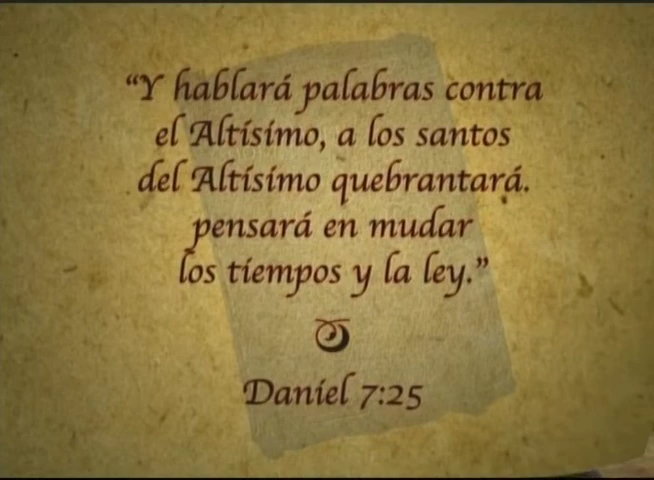 “Y hablará palabras contra
el Altísimo, a los santos
del Altísimo quebrantará.
pensará en mudar
los tiempos y la ley.”
Daniel 7:25